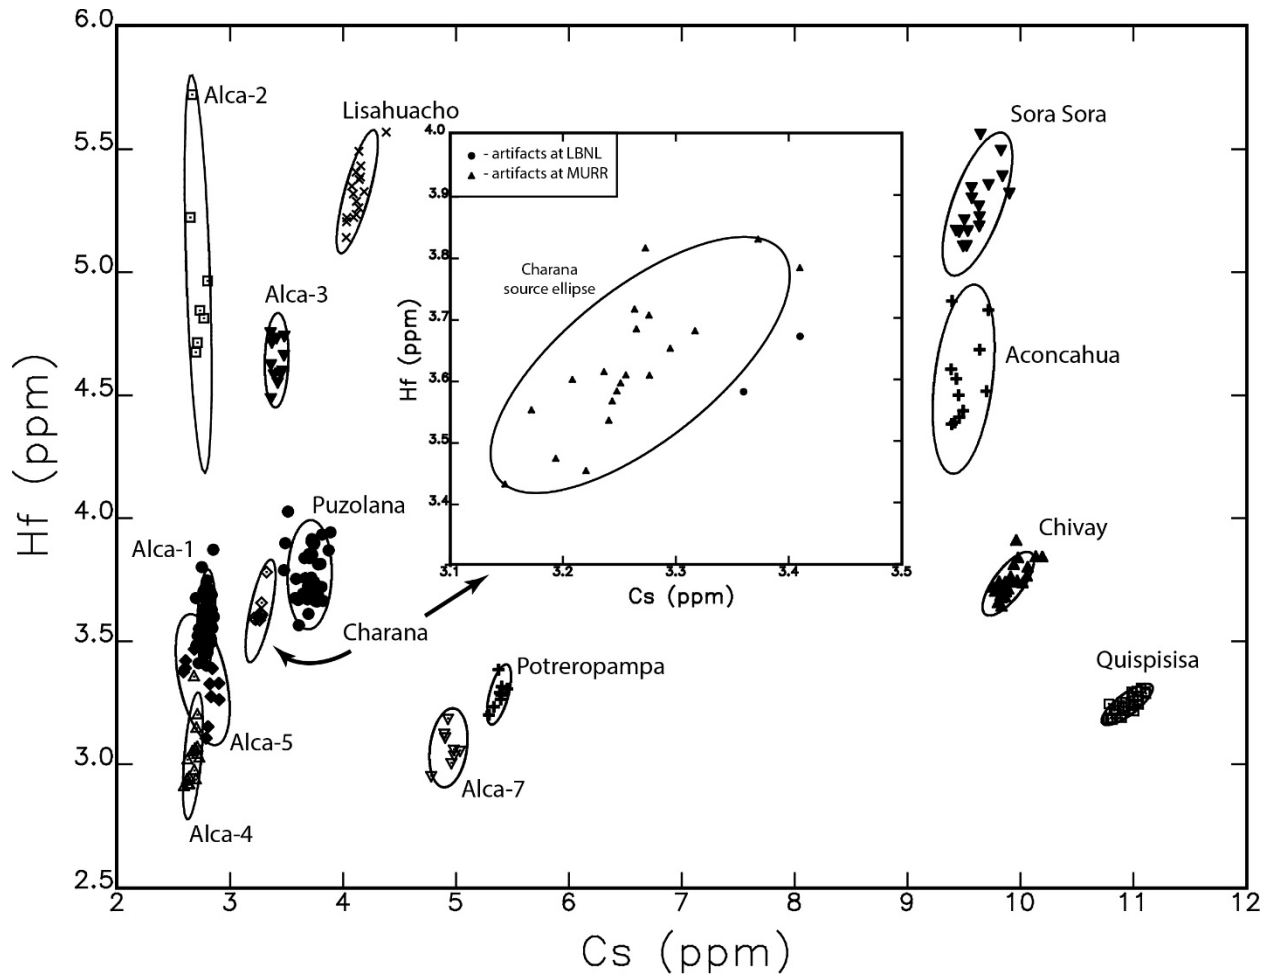 6.0
5.5
5.0
4.5
4.0
3.5
3.0
2.5
Hf (ppm)
2 3 4 5 6 7 8 9 10 11 12
Cs (ppm)
Alca-2
Lisahuacho
Sora Sora
Alca-3
Aconcahua
Puzolana
Alca-1
Chivay
Charana
Potreropampa
Quispisisa
Alca-5
Alca-7
Alca-4
4.0
- artifacts at LBNL
- artifacts at MURR
3.9
3.8
3.7
3.6
3.5
3.4
Charana
source ellipse
Hf (ppm)
3.1 3.2 3.3 3.4 3.5
Cs (ppm)